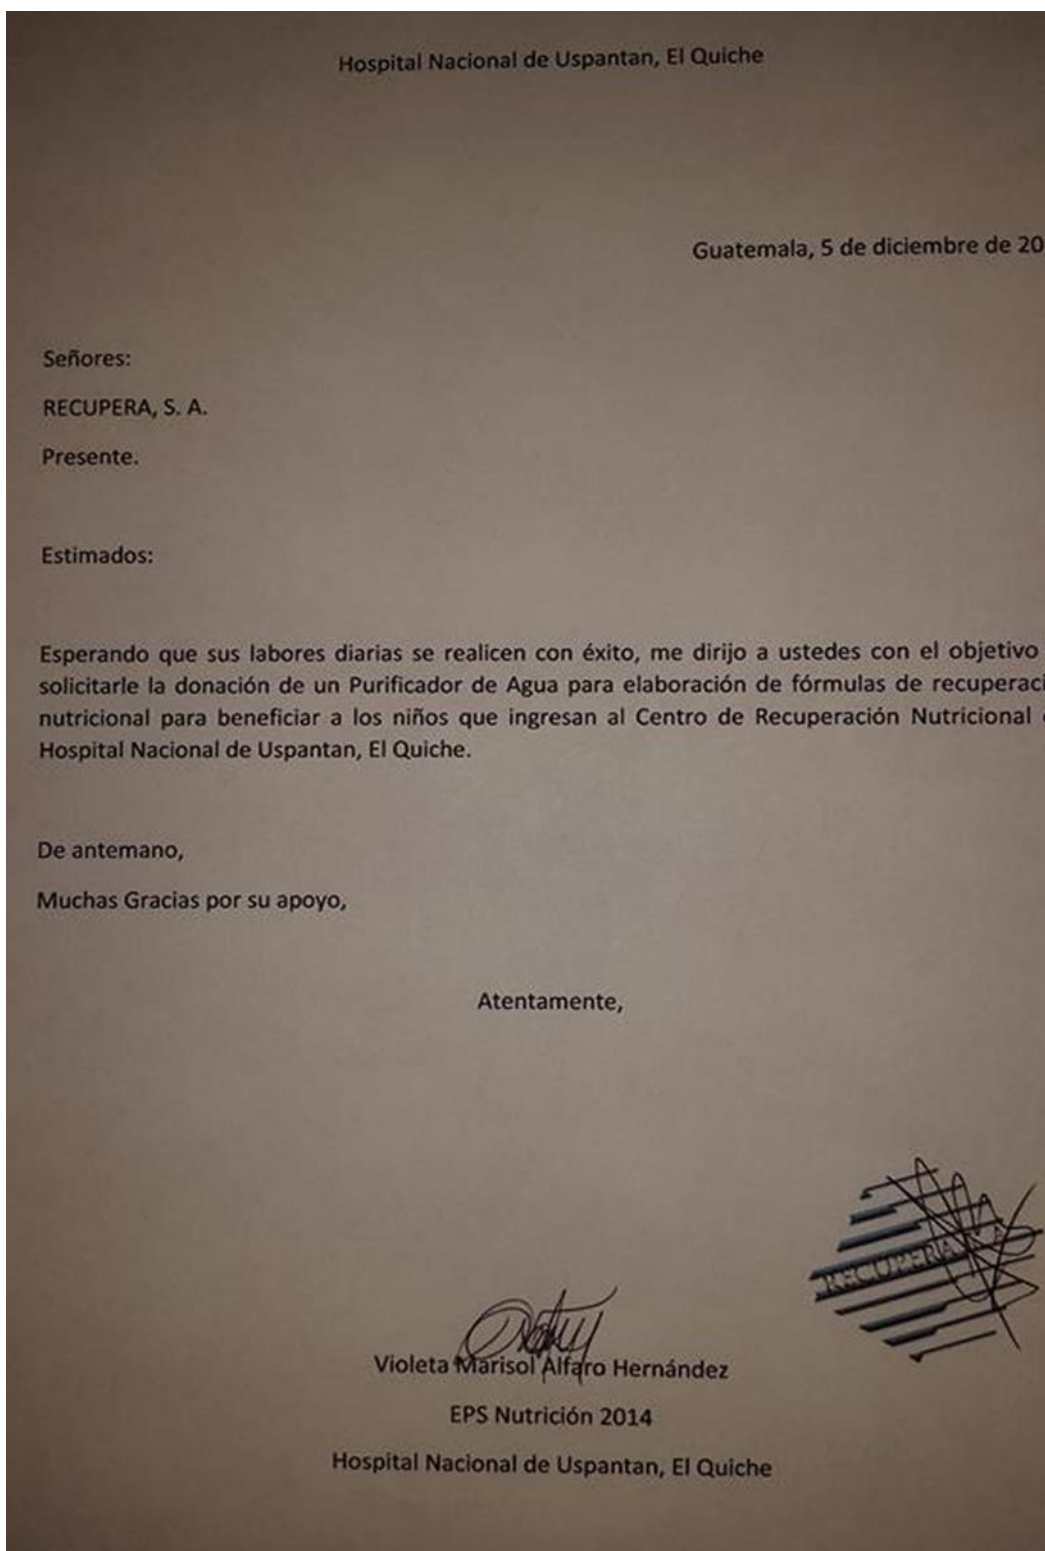 Hospital Nacional de Uspantan, El Quiche
Guatemala, 5 de diciembre de 20
Señores:
RECUPERA, S. A.
Presente.
Estimados:
Esperando que sus labores diarias se realicen con éxito, me dirijo a ustedes con el objetivo
solicitarle la donación de un Purificador de Agua para elaboración de fórmulas de recuperaci
nutricional para beneficiar a los niños que ingresan al Centro de Recuperación Nutricional
Hospital Nacional de Uspantan, El Quiche.
De antemano,
Muchas Gracias por su apoyo,
Atentamente,
RECUPERA
Violeta Marisol Alfaro Hernández
EPS Nutrición 2014
Hospital Nacional de Uspantan, El Quiche